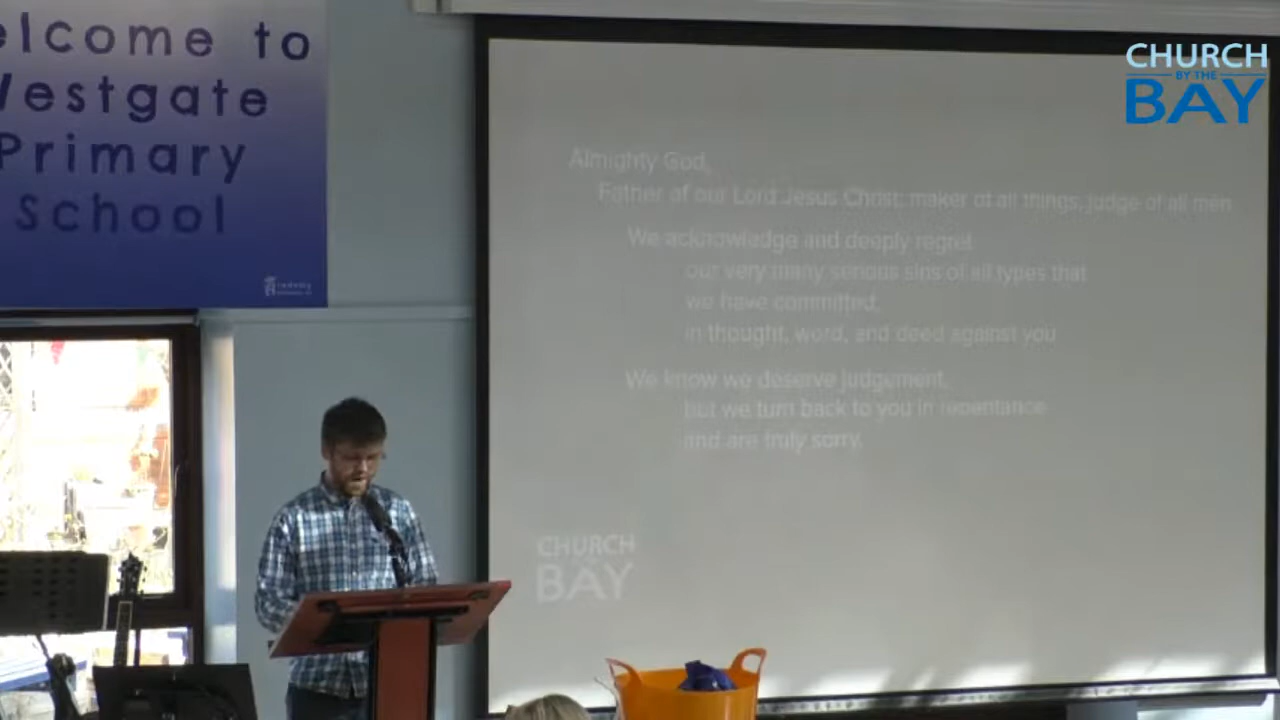 elcome to
Westgate
Primary
School
CHURCH
BY THE
BAY
Almighty God,
Father of our Lord Jesus Christ; maker of all things, judge of all men
We acknowledge and deeply regret
our very many serious sins of all types that
we have committed,
in thought, word, and deed against you
We know we deserve judgement,
but we turn back to you in repentance
and are truly sorry.
CHURCH
BAY